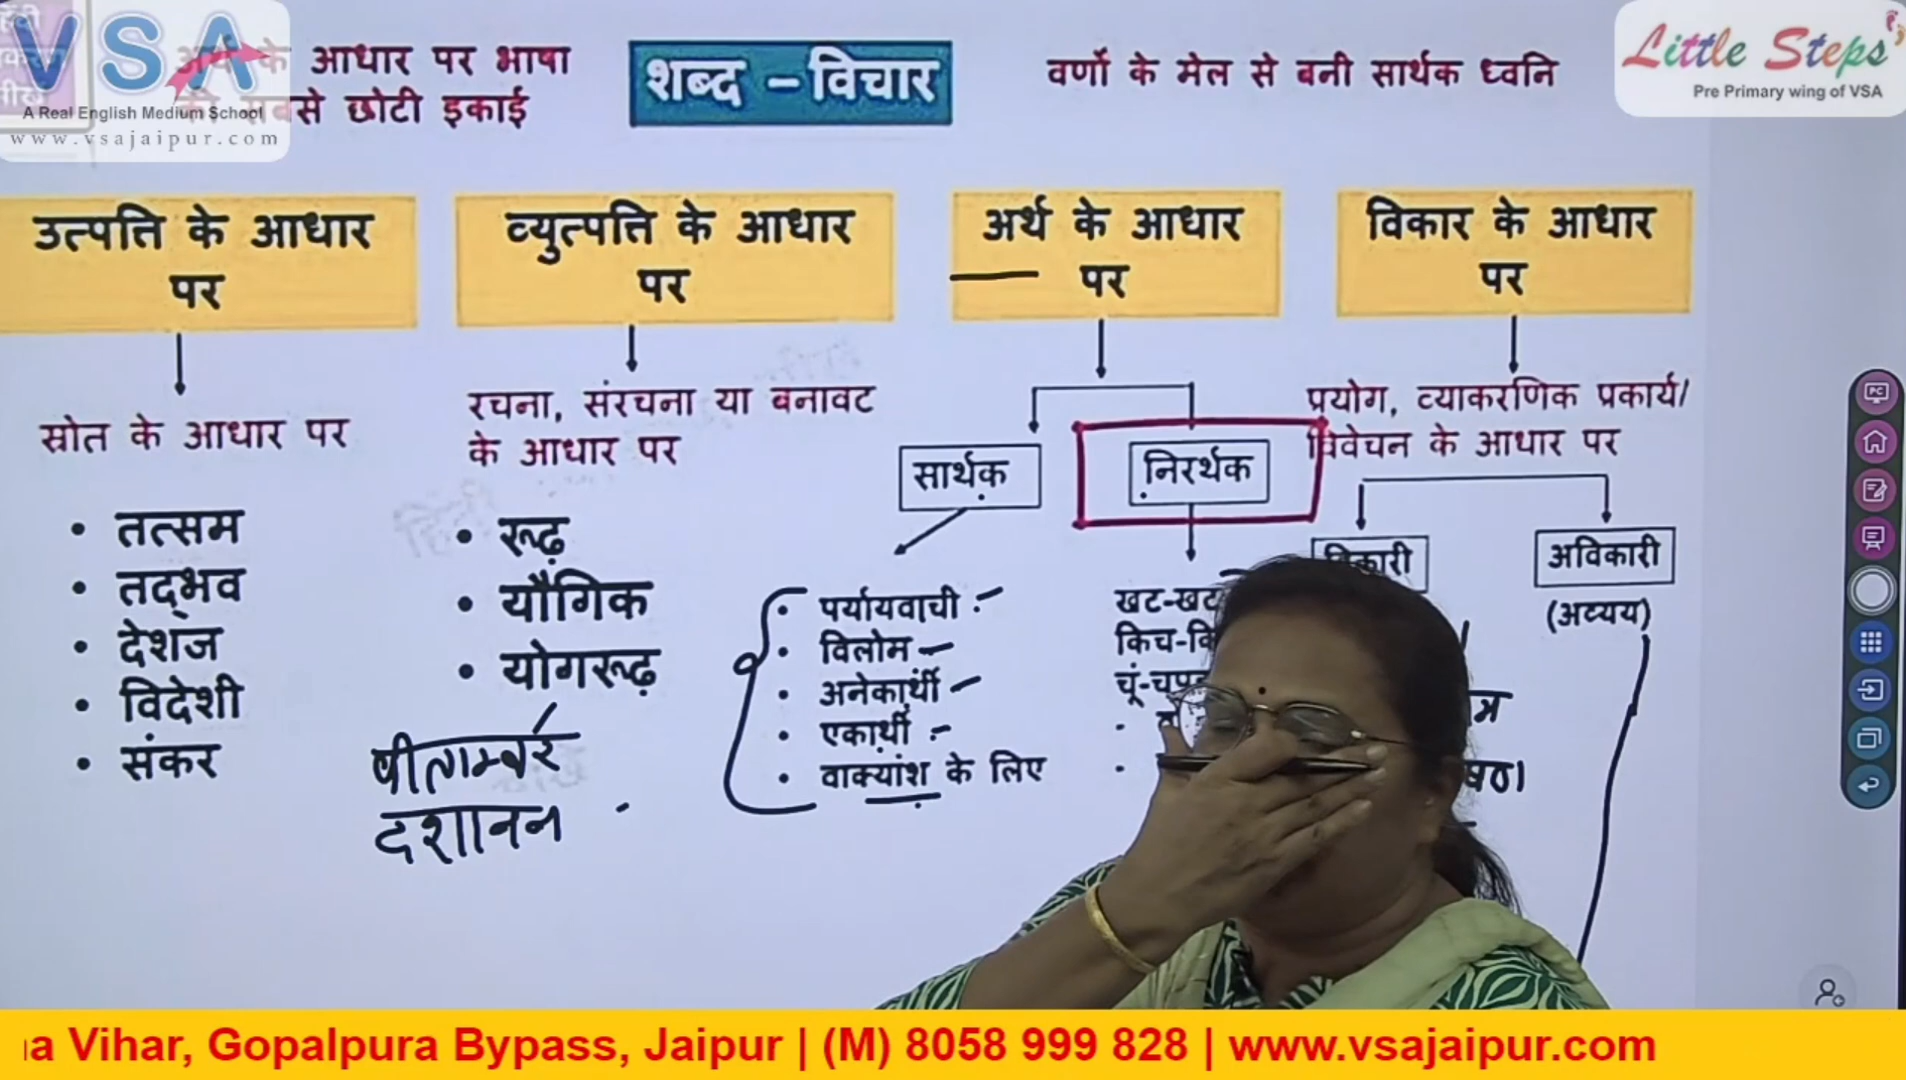 VSA
A Real English Medium School
www.vsajaipur.com
के आधार पर भाषा
की सबसे छोटी इकाई
शब्द – विचार
वर्णों के मेल से बनी सार्थक ध्वनि
Little Steps
Pre Primary wing of VSA
उत्पत्ति के आधार
पर
व्युत्पत्ति के आधार
पर
अर्थ के आधार
पर
विकार के आधार
पर
स्रोत के आधार पर
• तत्सम
• तद्भव
• देशज
• विदेशी
• संकर
रचना, संरचना या बनावट
के आधार पर
• रूढ़
• यौगिक
• योगरूढ़
पीताम्बर
दशानन
सार्थक
निरर्थक
• पर्यायवाची
• विलोम
• अनेकार्थी
• एकार्थी
• वाक्यांश के लिए
खट-खट
प्रयोग, व्याकरणिक प्रकार्य/
विवेचन के आधार पर
विकारी
अविकारी
(अव्यय)
PC
Vihar, Gopalpura Bypass, Jaipur | (M) 8058 999 828 | www.vsajaipur.com